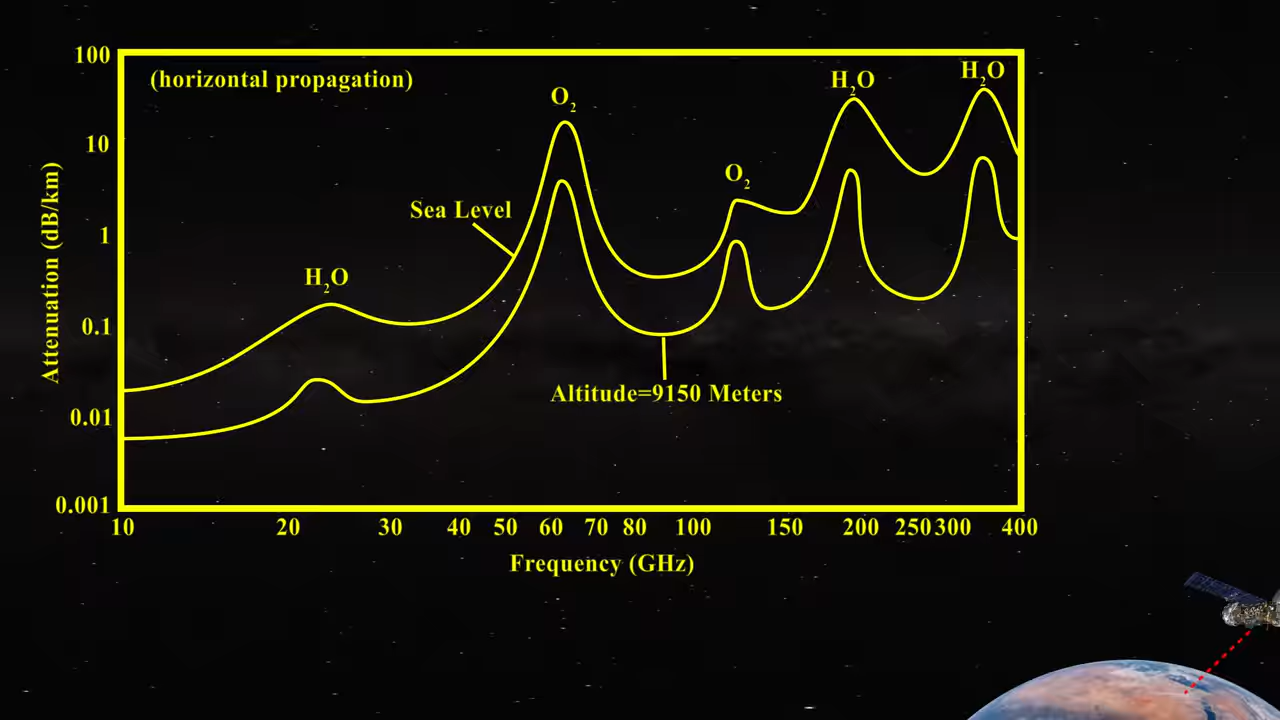 (horizontal propagation)
100
10
1
0.1
0.01
0.001
Attenuation (dB/km)
H₂O
O₂
O₂
H₂O
H₂O
Sea Level
Altitude=9150 Meters
10 20 30 40 50 60 70 80 100 150 200 250 300 400
Frequency (GHz)